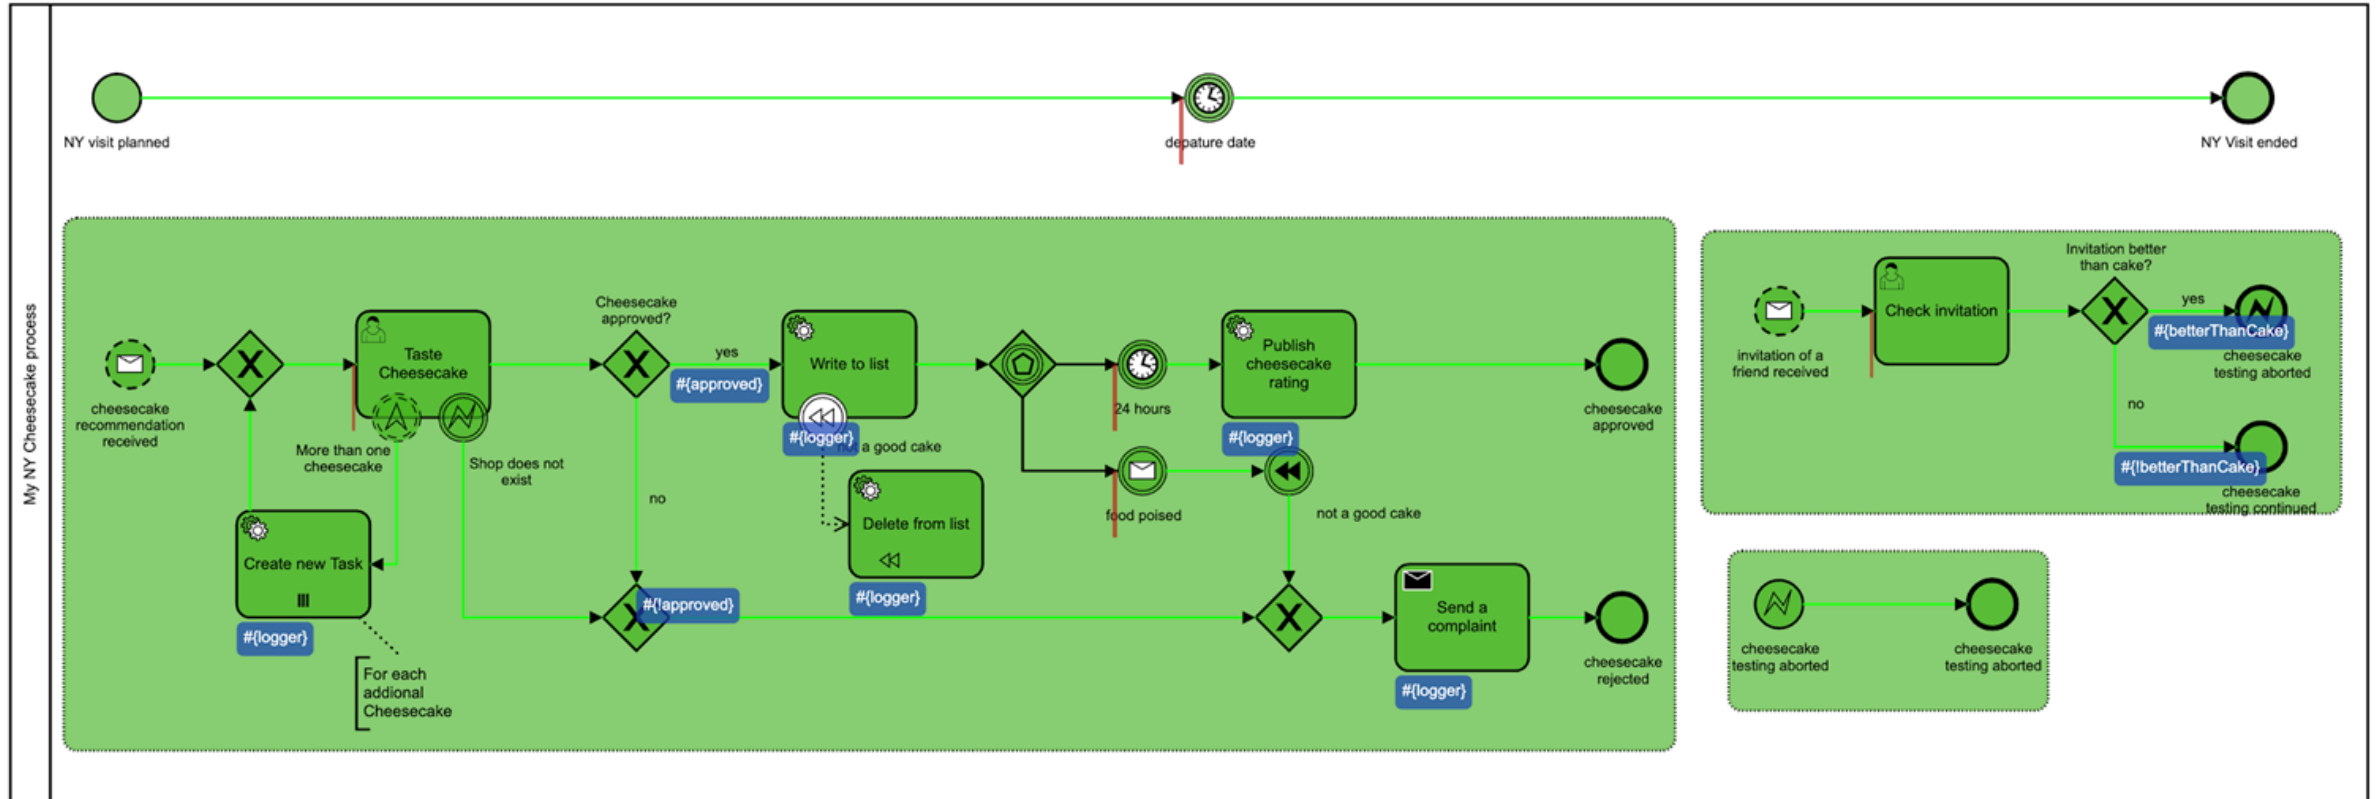 My NY Cheesecake process
NY visit planned
depature date
NY Visit ended
cheesecake
recommendation
received
Taste
Cheesecake
More than one
cheesecake
Shop does not
exist
Create new Task
#{logger}
For each
addional
Cheesecake
Cheesecake
approved?
yes
#{approved}
no
#{!approved}
Write to list
#{logger}
not a good cake
Delete from list
#{logger}
24 hours
food poised
Publish
cheesecake
rating
#{logger}
not a good cake
cheesecake
approved
Send a
complaint
#{logger}
cheesecake
rejected
invitation of a
friend received
Check invitation
Invitation better
than cake?
yes
#{betterThanCake}
cheesecake
testing aborted
no
#{!betterThanCake}
cheesecake
testing continued
cheesecake
testing aborted
cheesecake
testing aborted